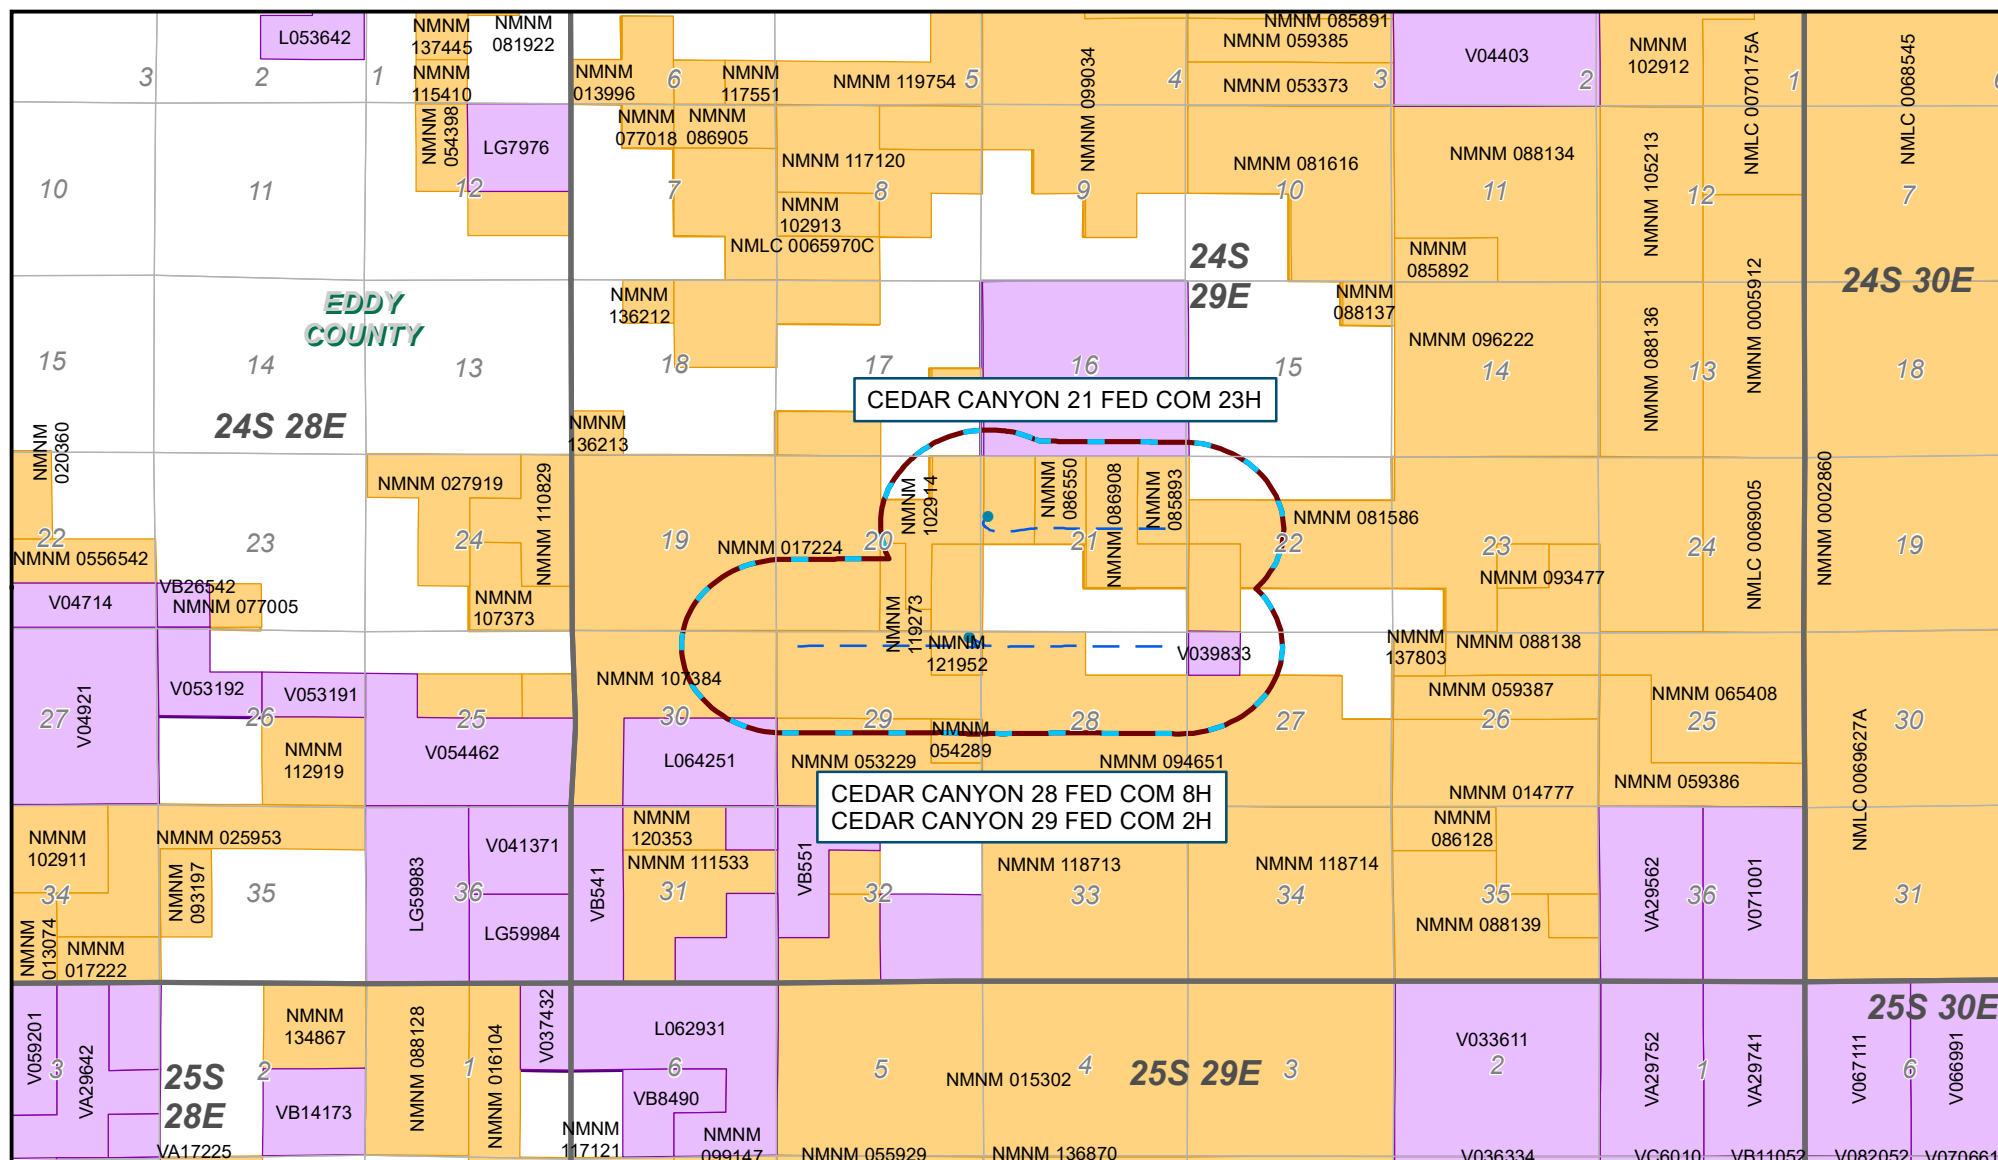 L053642
NMNM
137445
NMNM
081922
NMNM 085891
NMNM 059385
V04403
NMNM
102912
NMLC 0070175A
NMLC 0068545
3
2
1
NMNM
115410
NMNM
013996
6
NMNM
117551
NMNM 119754
5
NMNM 099034
4
NMNM 053373
3
2
1
NMNM
054398
LG7976
NMNM
077018
NMNM
086905
NMNM 117120
NMNM 081616
NMNM 088134
NMNM 105213
10
11
12
7
8
9
10
11
12
7
NMNM
102913
NMLC 0065970C
24S
29E
NMNM
085892
NMNM 0005912
24S 30E
EDDY
COUNTY
NMNM
136212
NMNM
088137
NMNM 096222
NMNM 088136
15
14
13
18
17
16
15
14
13
18
CEDAR CANYON 21 FED COM 23H
24S 28E
NMNM
136213
NMNM
020360
NMNM 027919
NMNM 110829
NMNM
102914
NMNM
086550
NMNM 086908
NMNM
085893
NMNM 081586
NMLC 069005
NMNM 0002860
22
23
24
19
20
21
22
23
24
19
NMNM 017224
NMNM 0556542
NMNM 093477
VB26542
V04714
NMNM 077005
NMNM
107373
NMNM
119273
NMNM
121952
V039833
NMNM
137803
NMNM 088138
V04921
V053192
V053191
NMNM 107384
NMNM 059387
NMNM 065408
27
26
25
30
29
28
27
26
25
30
NMNM
112919
V054462
L064251
NMNM 053229
NMNM
054289
NMNM 094651
NMNM 014777
NMNM 059386
NMLC 0069627A
CEDAR CANYON 28 FED COM 8H
CEDAR CANYON 29 FED COM 2H
NMNM
102911
NMNM 025953
NMNM
093197
LG59983
V041371
VB541
NMNM
120353
NMNM 111533
VB551
NMNM 118713
NMNM 118714
NMNM
086128
VA29562
V071001
34
35
36
31
32
33
34
35
36
31
NMNM
013074
NMNM
017222
LG59984
NMNM 088139
V059201
VA29642
NMNM
134867
NMNM 088128
NMNM 016104
V037432
L062931
V033611
VA29752
VA29741
V067111
V066991
25S 30E
3
25S
28E
2
1
6
5
4
25S 29E
3
2
1
6
NMNM 015302
VB14173
VB8490
VA17225
NMNM
117121
NMNM
099147
NMNM 055929
NMNM 136870
V036334
VC6010
VB11052
V082052
V070661